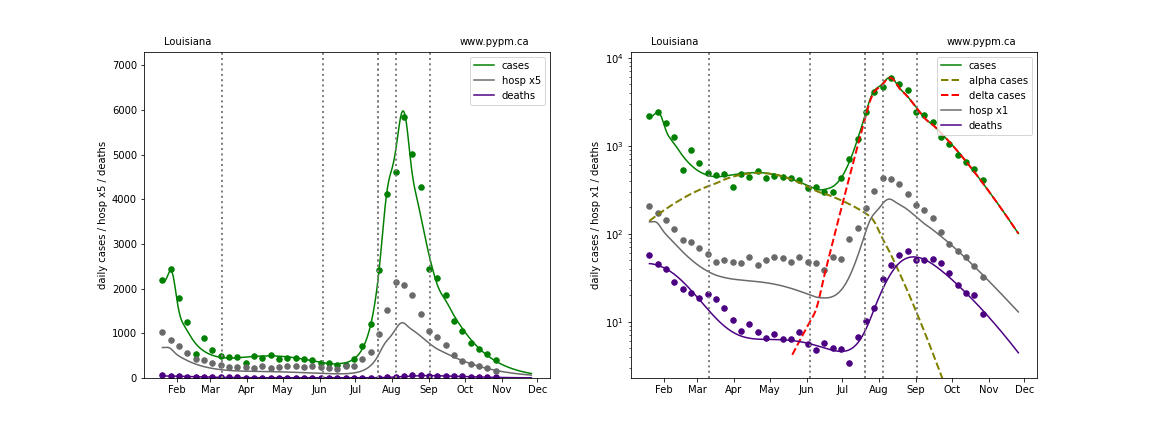 Louisiana
www.pypm.ca
7000
6000
5000
4000
3000
2000
1000
0
daily cases / hosp x5 / deaths
cases
hosp x5
deaths
Feb Mar Apr May Jun Jul Aug Sep Oct Nov Dec
Louisiana
www.pypm.ca
10^4
10^3
10^2
10^1
daily cases / hosp x1 / deaths
cases
alpha cases
delta cases
hosp x1
deaths
Feb Mar Apr May Jun Jul Aug Sep Oct Nov Dec